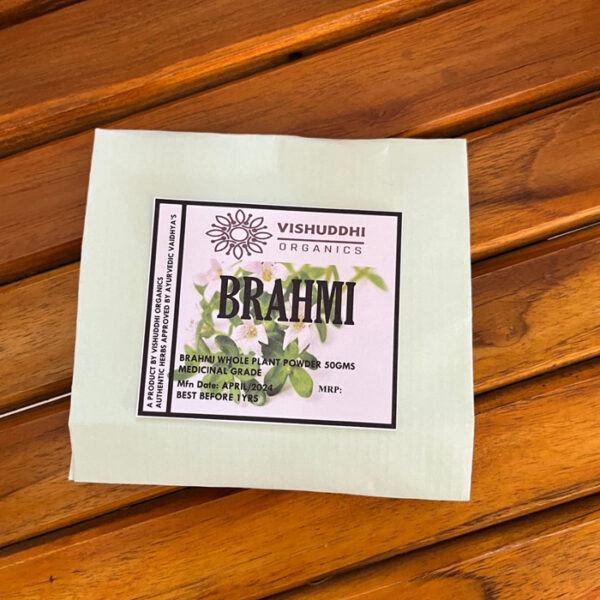 VISHUDDHI
ORGANICS
BRAHMI
BRAHMI WHOLE PLANT POWDER 50GMS
MEDICINAL GRADE
Mfn Date: APRIL/2024
MRP:
BEST BEFORE 1YRS
A PRODUCT BY VISHUDDHI ORGANICS
AUTHENTIC HERBS APPROVED BY AYURVEDIC VAIDHYA'S